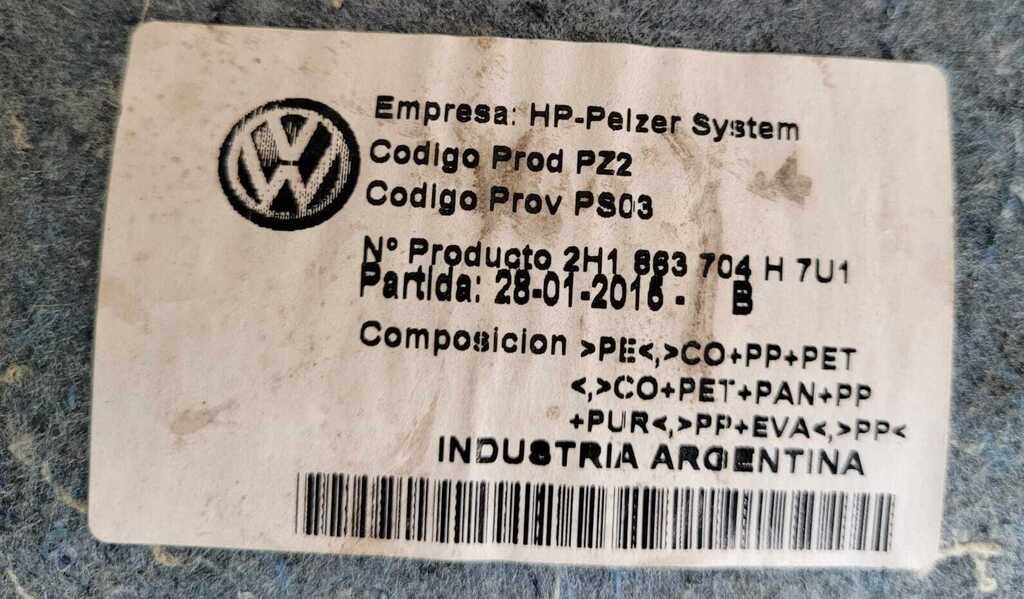 Empresa: HP-Pelzer System
Codigo Prod PZ2
Codigo Prov PS03
Nº Producto 2H1 863 704 H 7U1
Partida: 28-01-2016 - B
Composicion >PE<,>CO+PP+PET
<,>CO+PET+PAN+PP
+PUR<,>PP+EVA<,>PP<
INDUSTRIA ARGENTINA